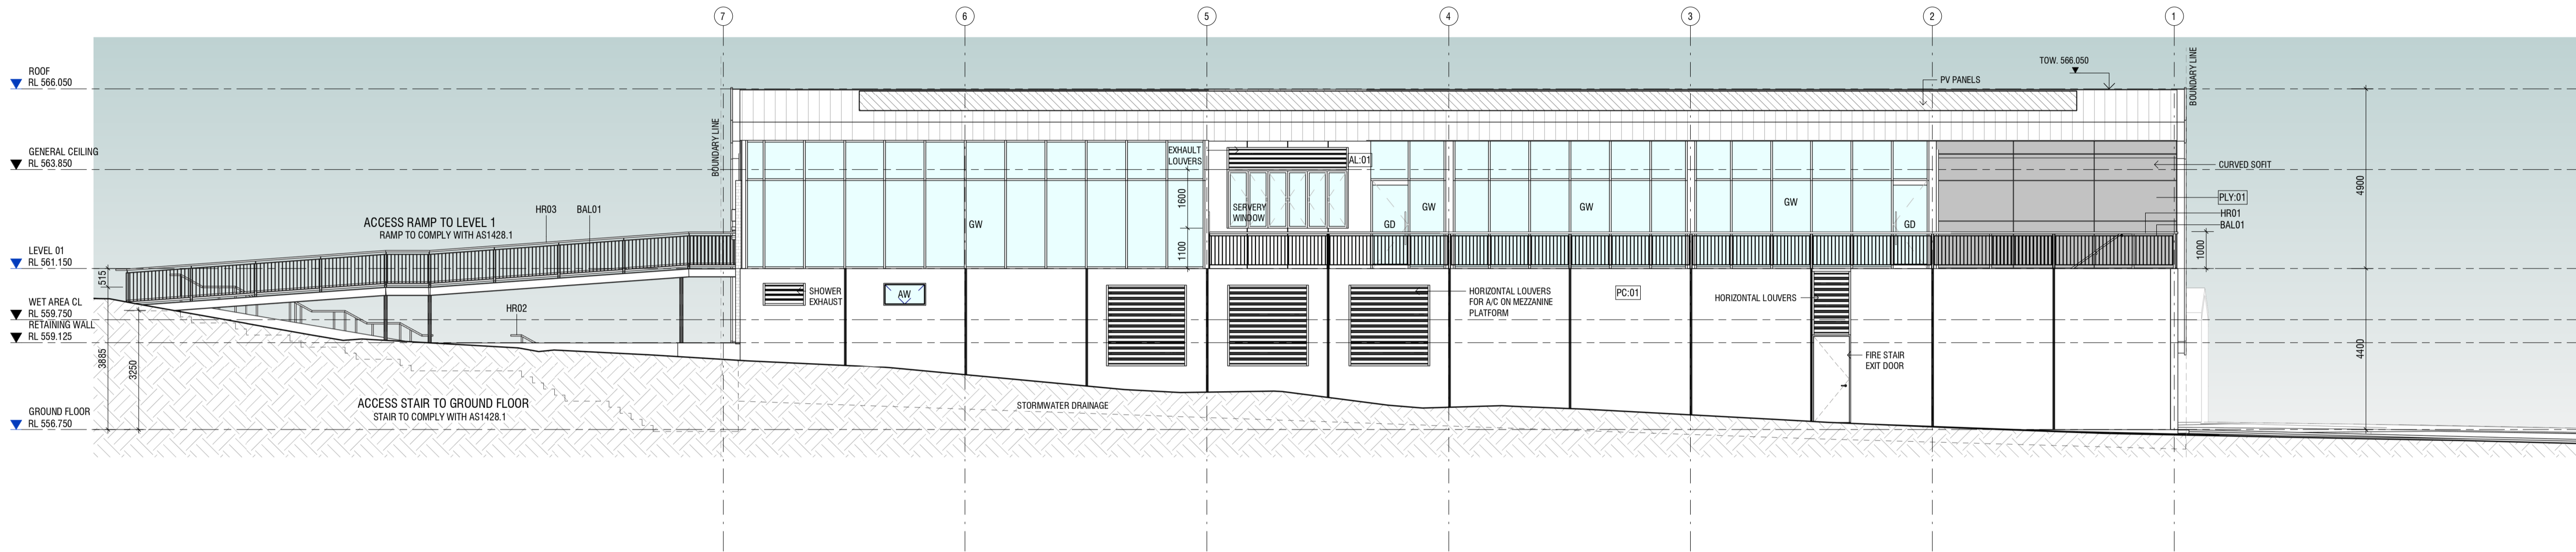 7
6
5
4
3
2
1
ROOF
RL 566.050
GENERAL CEILING
RL 563.850
LEVEL 01
RL 561.150
WET AREA CL
RL 559.750
RETAINING WALL
RL 559.125
GROUND FLOOR
RL 556.750
515
3885
3250
ACCESS RAMP TO LEVEL 1
RAMP TO COMPLY WITH AS1428.1
HR03
BAL01
HR02
ACCESS STAIR TO GROUND FLOOR
STAIR TO COMPLY WITH AS1428.1
BOUNDARY LINE
GW
SHOWER
EXHAUST
AW
STORMWATER DRAINAGE
EXHAULT
LOUVERS
1600
1100
SERVERY
WINDOW
AL:01
GD
GW
GW
GW
GD
HORIZONTAL LOUVERS
FOR A/C ON MEZZANINE
PLATFORM
PC:01
HORIZONTAL LOUVERS
FIRE STAIR
EXIT DOOR
PV PANELS
TOW. 566.050
BOUNDARY LINE
CURVED SOFIT
PLY:01
HR01
BAL01
1000
4900
4400